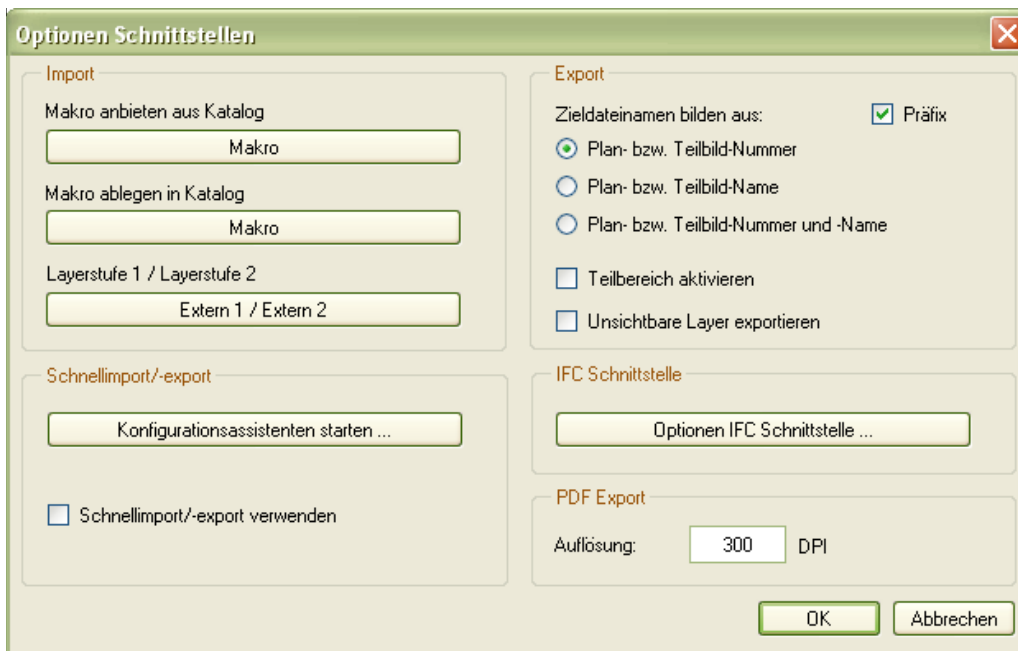 Optionen Schnittstellen
Import
Makro anbieten aus Katalog
Makro
Makro ablegen in Katalog
Makro
Layerstufe 1 / Layerstufe 2
Extern 1 / Extern 2
Export
Zieldateinamen bilden aus:
Präfix
Plan- bzw. Teilbild-Nummer
Plan- bzw. Teilbild-Name
Plan- bzw. Teilbild-Nummer und -Name
Teilbereich aktivieren
Unsichtbare Layer exportieren
Schnellimport/-export
Konfigurationsassistenten starten ...
Schnellimport/-export verwenden
IFC Schnittstelle
Optionen IFC Schnittstelle ...
PDF Export
Auflösung: 300 DPI
OK
Abbrechen